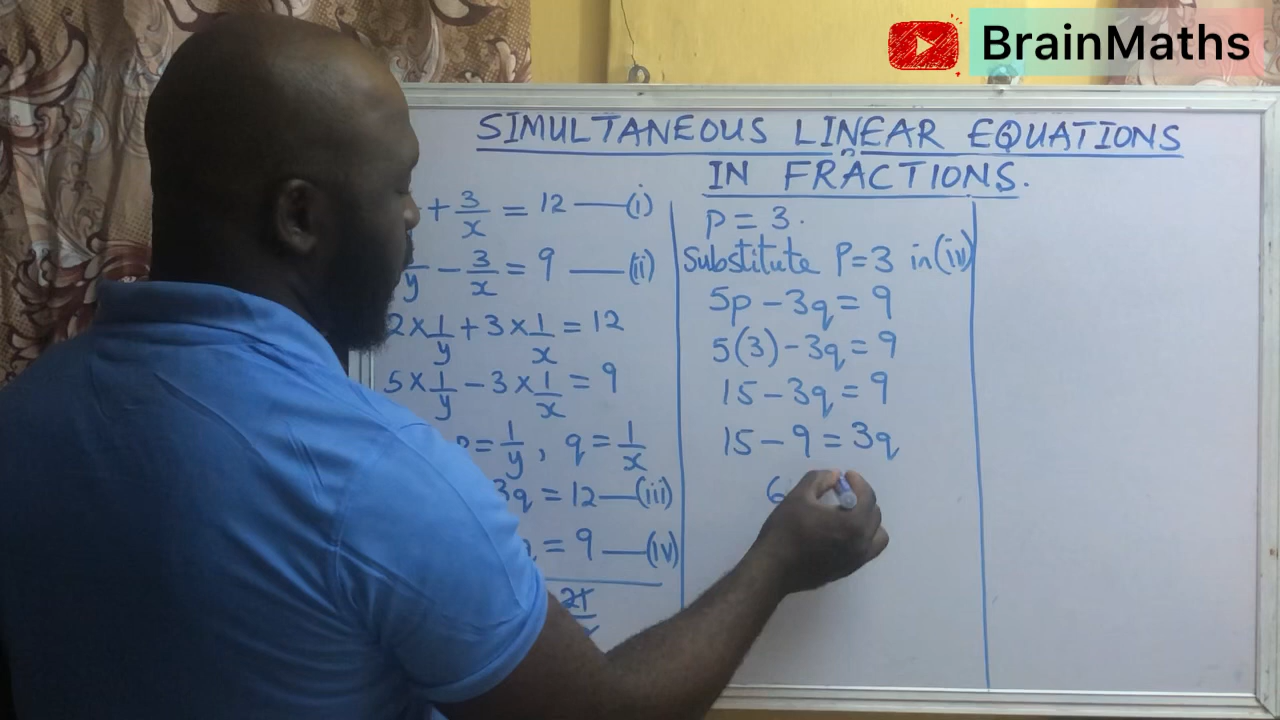 BrainMaths
SIMULTANEOUS LINEAR EQUATIONS
IN FRACTIONS.
+ 3/x = 12 —(i)
/y - 3/x = 9 —(ii)
2 × 1/y + 3 × 1/x = 12
5 × 1/y - 3 × 1/x = 9
p = 1/y, q = 1/x
3q = 12 —(iii)
= 9 —(iv)
21
P = 3.
Substitute P=3 in (iv)
5p - 3q = 9
5(3) - 3q = 9
15 - 3q = 9
15 - 9 = 3q
6